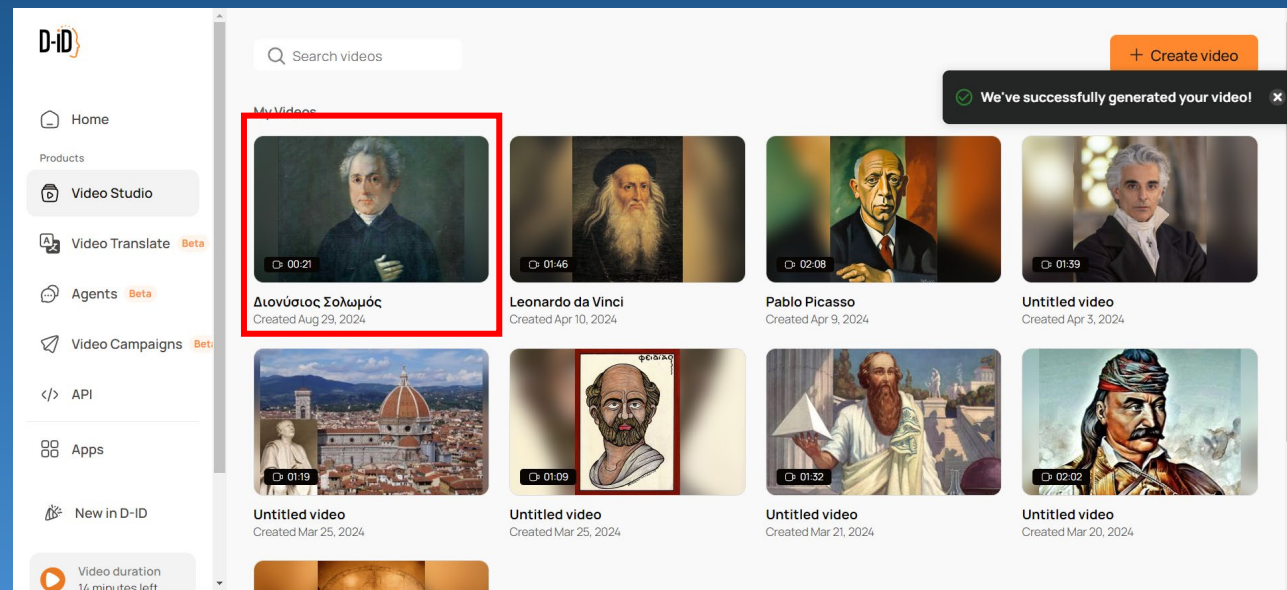 D-iD
Search videos
+ Create video
We've successfully generated your video!
Home
Products
Video Studio
Video Translate Beta
Agents Beta
Video Campaigns Beta
</> API
Apps
New in D-ID
Video duration
14 minutes left
My Videos
00:21
Διονύσιος Σολωμός
Created Aug 29, 2024
01:46
Leonardo da Vinci
Created Apr 10, 2024
02:08
Pablo Picasso
Created Apr 9, 2024
01:39
Untitled video
Created Apr 3, 2024
01:19
Untitled video
Created Mar 25, 2024
φειδίας
01:09
Untitled video
Created Mar 25, 2024
01:32
Untitled video
Created Mar 21, 2024
02:02
Untitled video
Created Mar 20, 2024